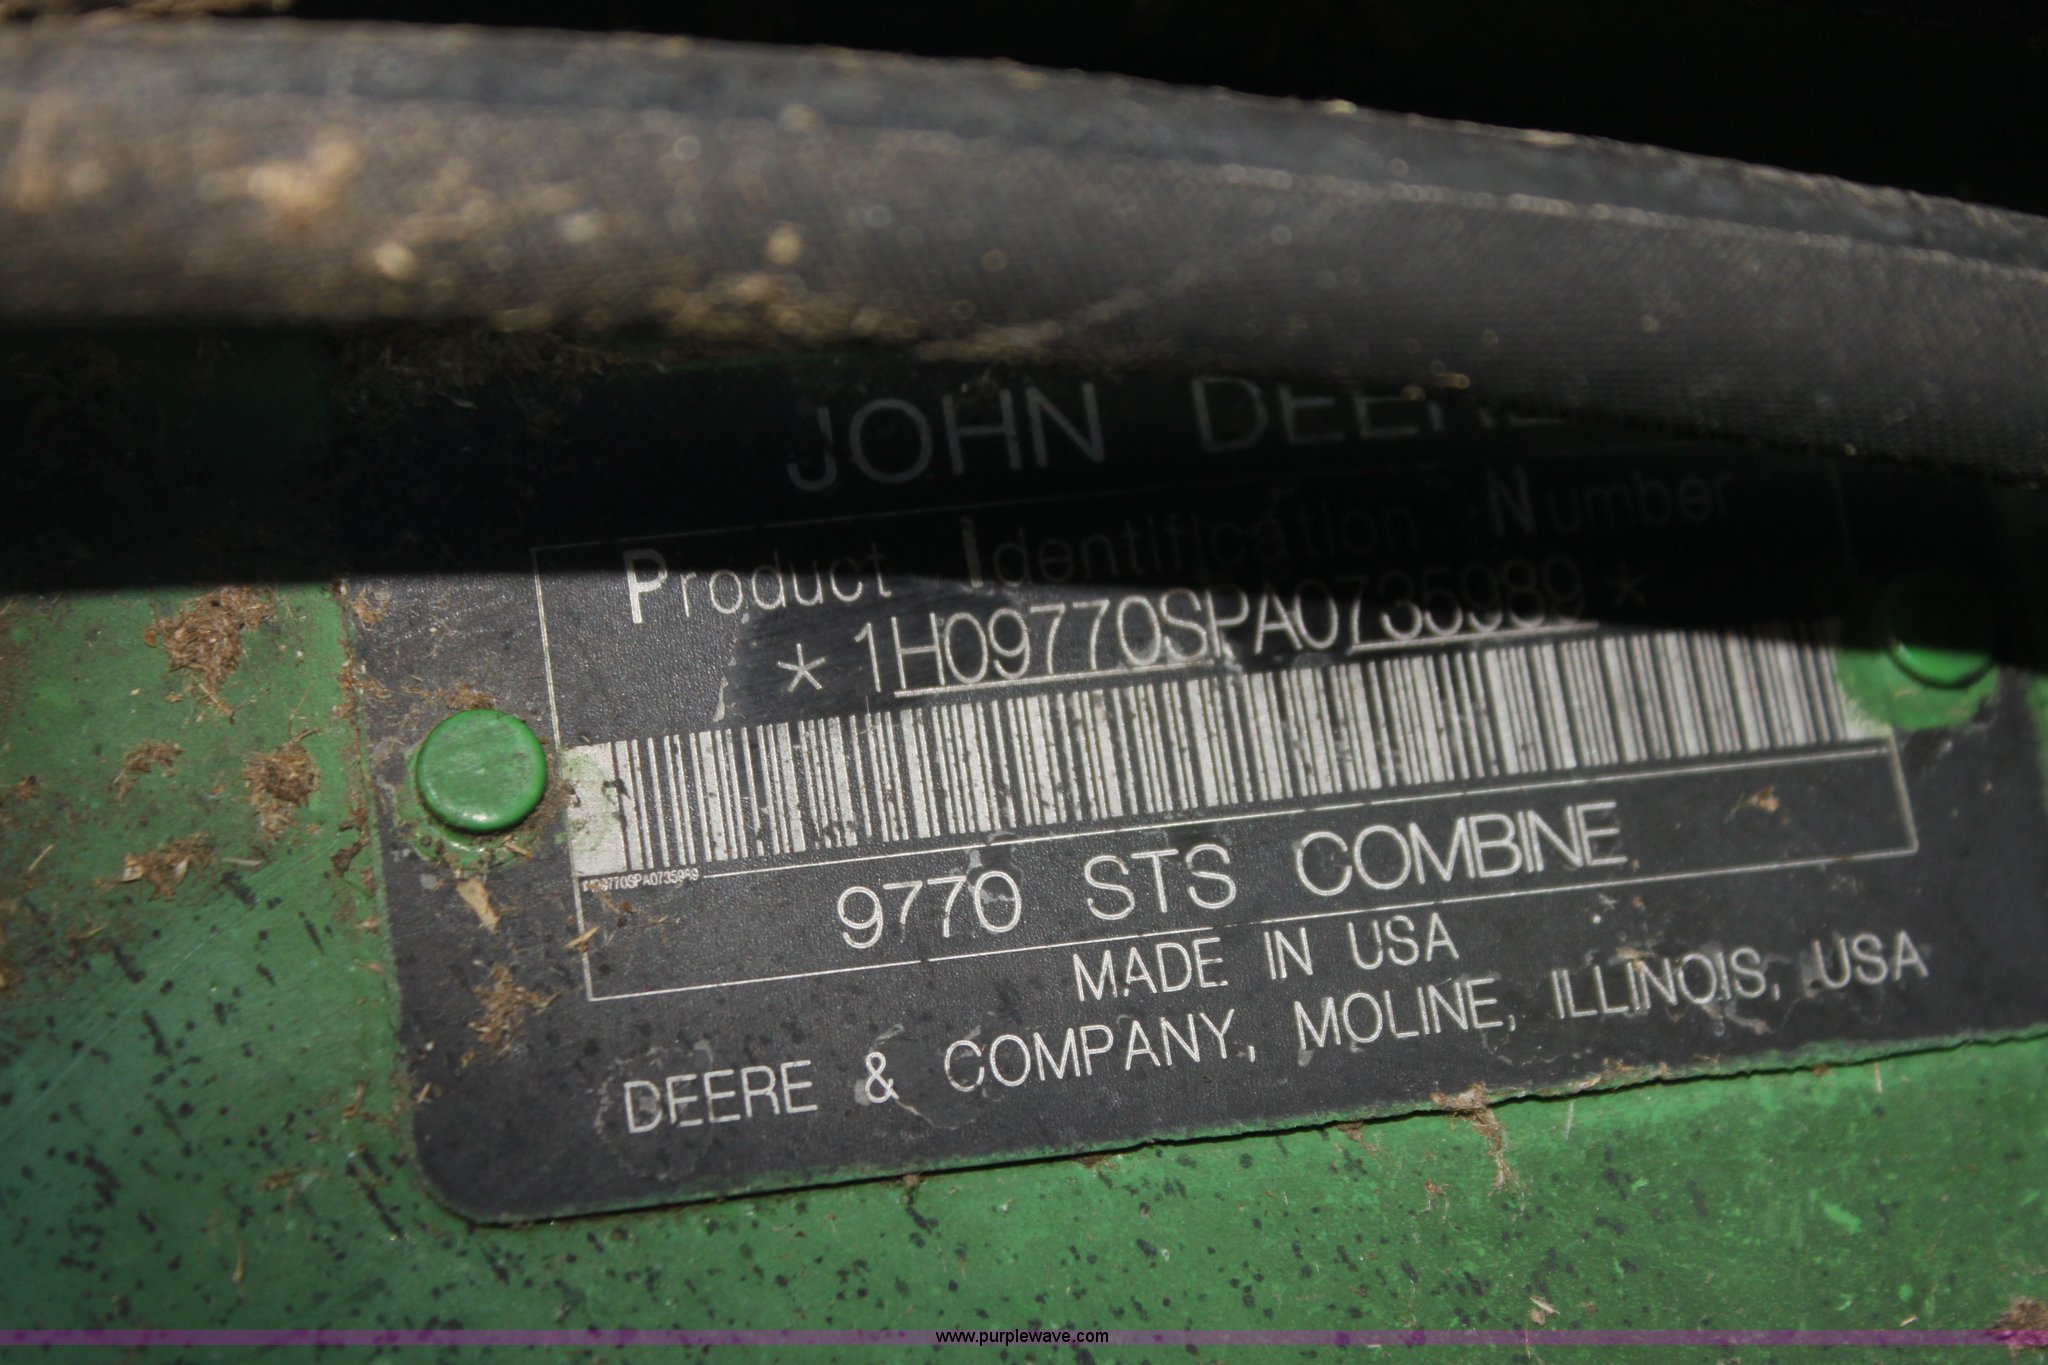 JOHN DEERE
Product Identification Number
*1H09770SPA0735989*
1H09770SPA0735989
9770 STS COMBINE
MADE IN USA
DEERE & COMPANY, MOLINE, ILLINOIS, USA
www.purplewave.com